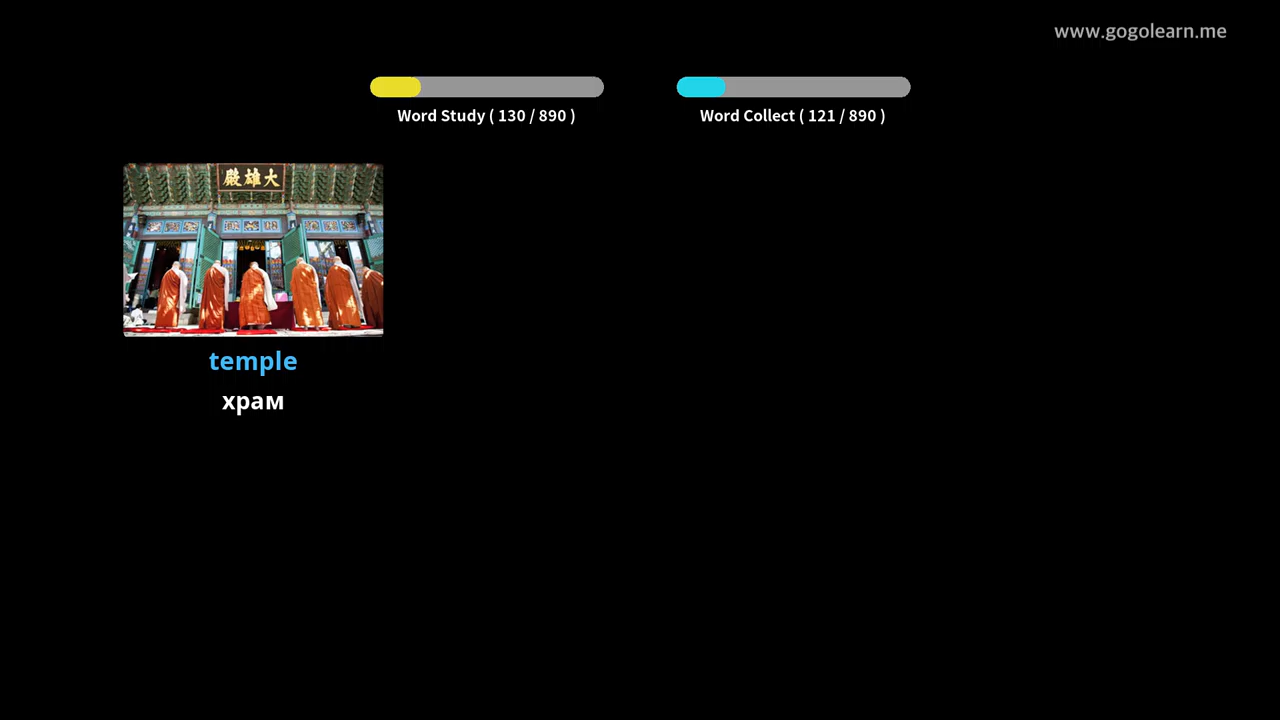 www.gogolearn.me
Word Study ( 130 / 890 )
Word Collect ( 121 / 890 )
殿雄大
temple
храм